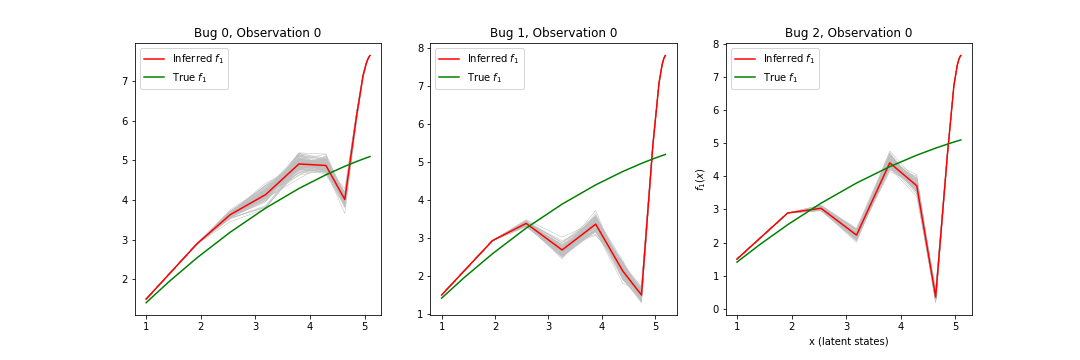 Bug 0, Observation 0
Inferred f₁
True f₁
7
6
5
4
3
2
1 2 3 4 5
Bug 1, Observation 0
Inferred f₁
True f₁
8
7
6
5
4
3
2
1
1 2 3 4 5
Bug 2, Observation 0
Inferred f₁
True f₁
f₁(x)
8
7
6
5
4
3
2
1
0
1 2 3 4 5
x (latent states)